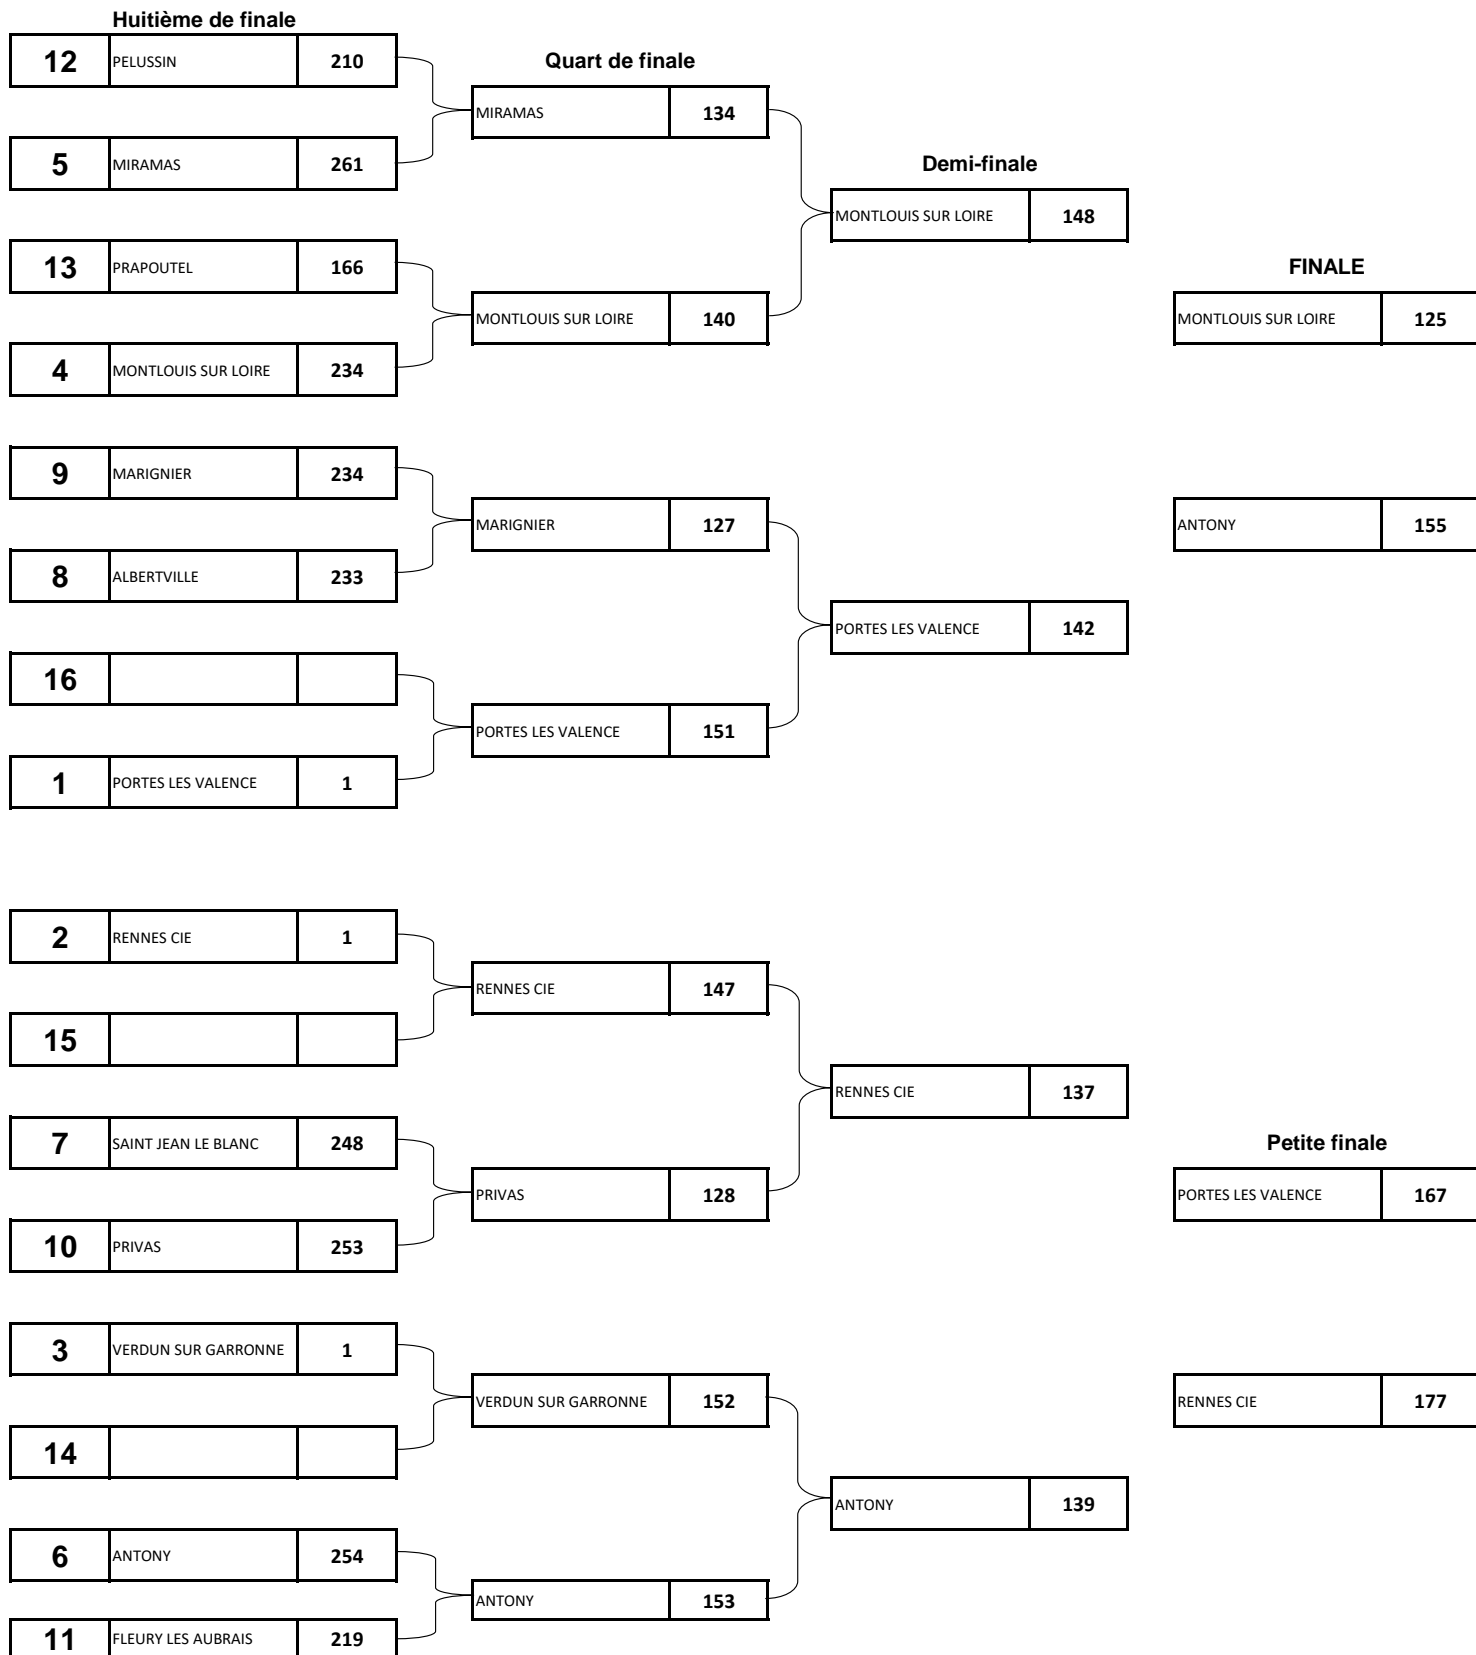 Huitième de finale
12 PELUSSIN 210
Quart de finale
MIRAMAS 134
5 MIRAMAS 261
Demi-finale
MONTLOUIS SUR LOIRE 148
13 PRAPOUTEL 166
FINALE
MONTLOUIS SUR LOIRE 140
MONTLOUIS SUR LOIRE 125
4 MONTLOUIS SUR LOIRE 234
9 MARIGNIER 234
MARIGNIER 127
ANTONY 155
8 ALBERTVILLE 233
PORTES LES VALENCE 142
16
PORTES LES VALENCE 151
1 PORTES LES VALENCE 1
2 RENNES CIE 1
RENNES CIE 147
15
RENNES CIE 137
7 SAINT JEAN LE BLANC 248
Petite finale
PRIVAS 128
PORTES LES VALENCE 167
10 PRIVAS 253
3 VERDUN SUR GARRONNE 1
VERDUN SUR GARRONNE 152
RENNES CIE 177
14
ANTONY 139
6 ANTONY 254
ANTONY 153
11 FLEURY LES AUBRAIS 219